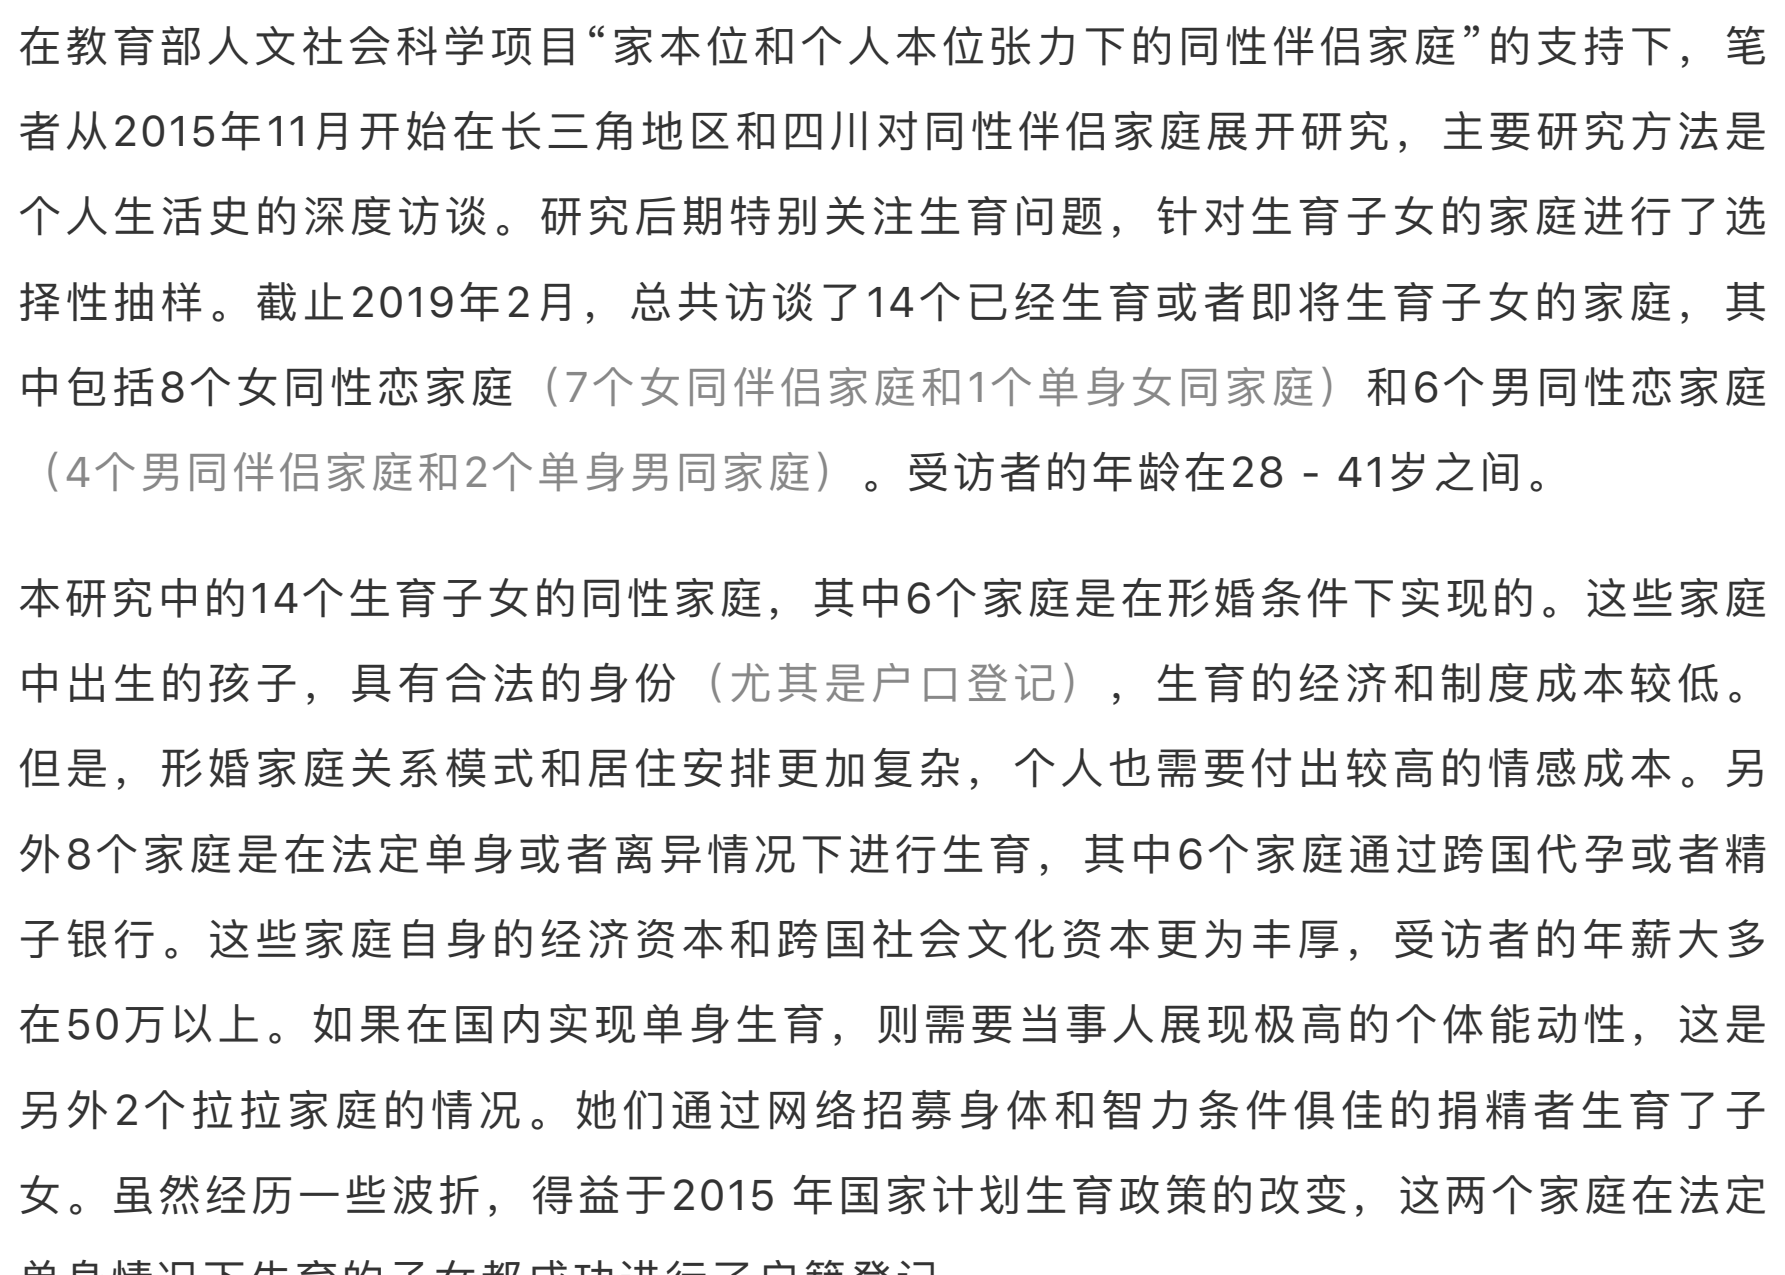 在教育部人文社会科学项目“家本位和个人本位张力下的同性伴侣家庭”的支持下，笔
者从2015年11月开始在长三角地区和四川对同性伴侣家庭展开研究，主要研究方法是
个人生活史的深度访谈。研究后期特别关注生育问题，针对生育子女的家庭进行了选
择性抽样。截止2019年2月，总共访谈了14个已经生育或者即将生育子女的家庭，其
中包括8个女同性恋家庭（7个女同伴侣家庭和1个单身女同家庭）和6个男同性恋家庭
（4个男同伴侣家庭和2个单身男同家庭）。受访者的年龄在28 - 41岁之间。
本研究中的14个生育子女的同性家庭，其中6个家庭是在形婚条件下实现的。这些家庭
中出生的孩子，具有合法的身份（尤其是户口登记），生育的经济和制度成本较低。
但是，形婚家庭关系模式和居住安排更加复杂，个人也需要付出较高的情感成本。另
外8个家庭是在法定单身或者离异情况下进行生育，其中6个家庭通过跨国代孕或者精
子银行。这些家庭自身的经济资本和跨国社会文化资本更为丰厚，受访者的年薪大多
在50万以上。如果在国内实现单身生育，则需要当事人展现极高的个体能动性，这是
另外2个拉拉家庭的情况。她们通过网络招募身体和智力条件俱佳的捐精者生育了子
女。虽然经历一些波折，得益于2015 年国家计划生育政策的改变，这两个家庭在法定
单身情况下生育的子女都成功进行了户籍登记